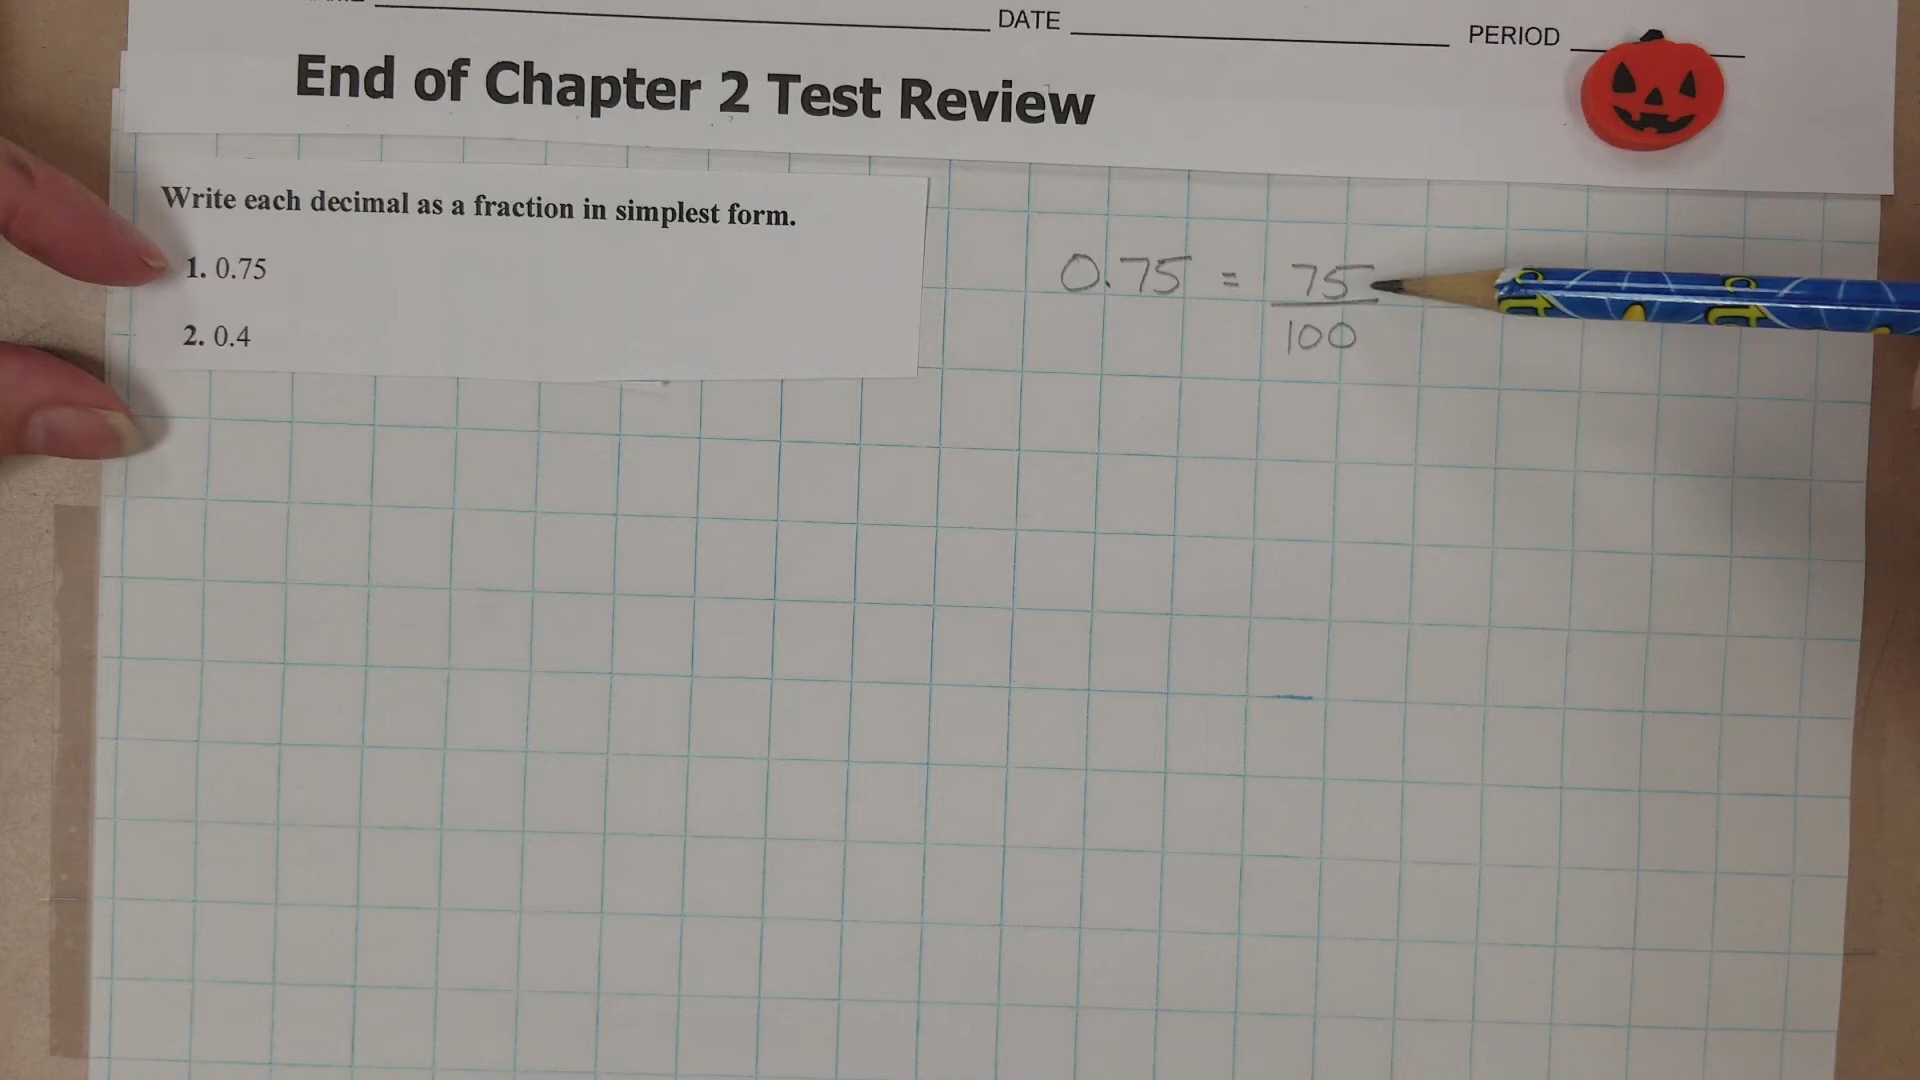 DATE PERIOD
End of Chapter 2 Test Review
Write each decimal as a fraction in simplest form.
1. 0.75
2. 0.4
0.75 = 75
100